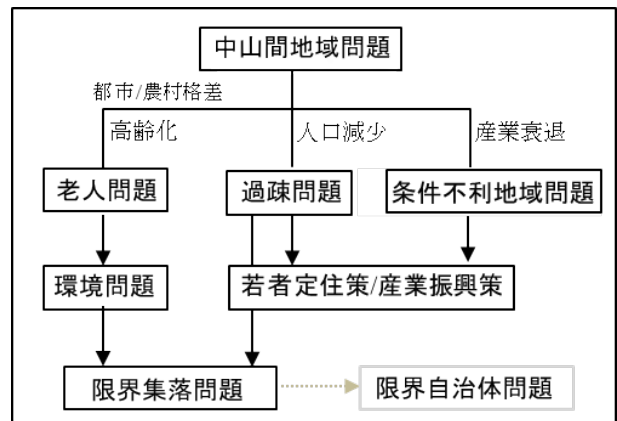 中山間地域問題
都市/農村格差
高齢化
人口減少
産業衰退
老人問題
過疎問題
条件不利地域問題
環境問題
若者定住策/産業振興策
限界集落問題
限界自治体問題